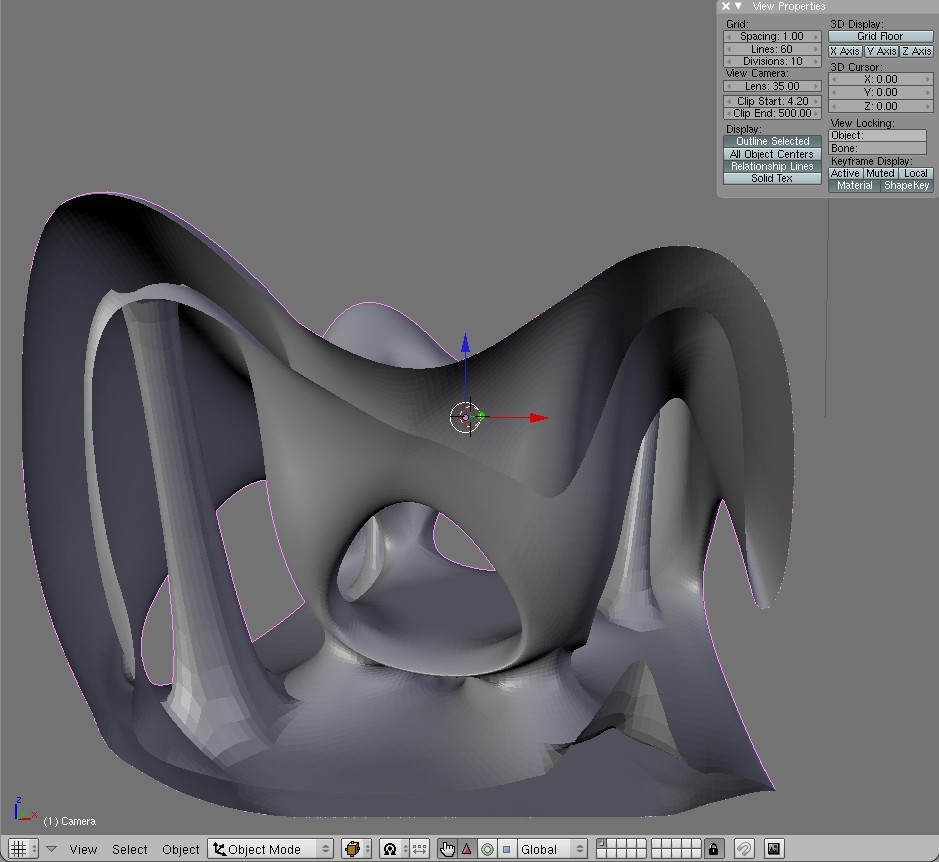 View Properties
Grid:
Spacing: 1.00
Lines: 60
Divisions: 10
View Camera:
Lens: 35.00
Clip Start: 4.20
Clip End: 500.00
Display:
Outline Selected
All Object Centers
Relationship Lines
Solid Tex
3D Display:
Grid Floor
X Axis Y Axis Z Axis
3D Cursor:
X: 0.00
Y: 0.00
Z: 0.00
View Locking:
Object:
Bone:
Keyframe Display:
Active Muted Local
Material ShapeKey
z
x
(1) Camera
View Select Object Object Mode Global